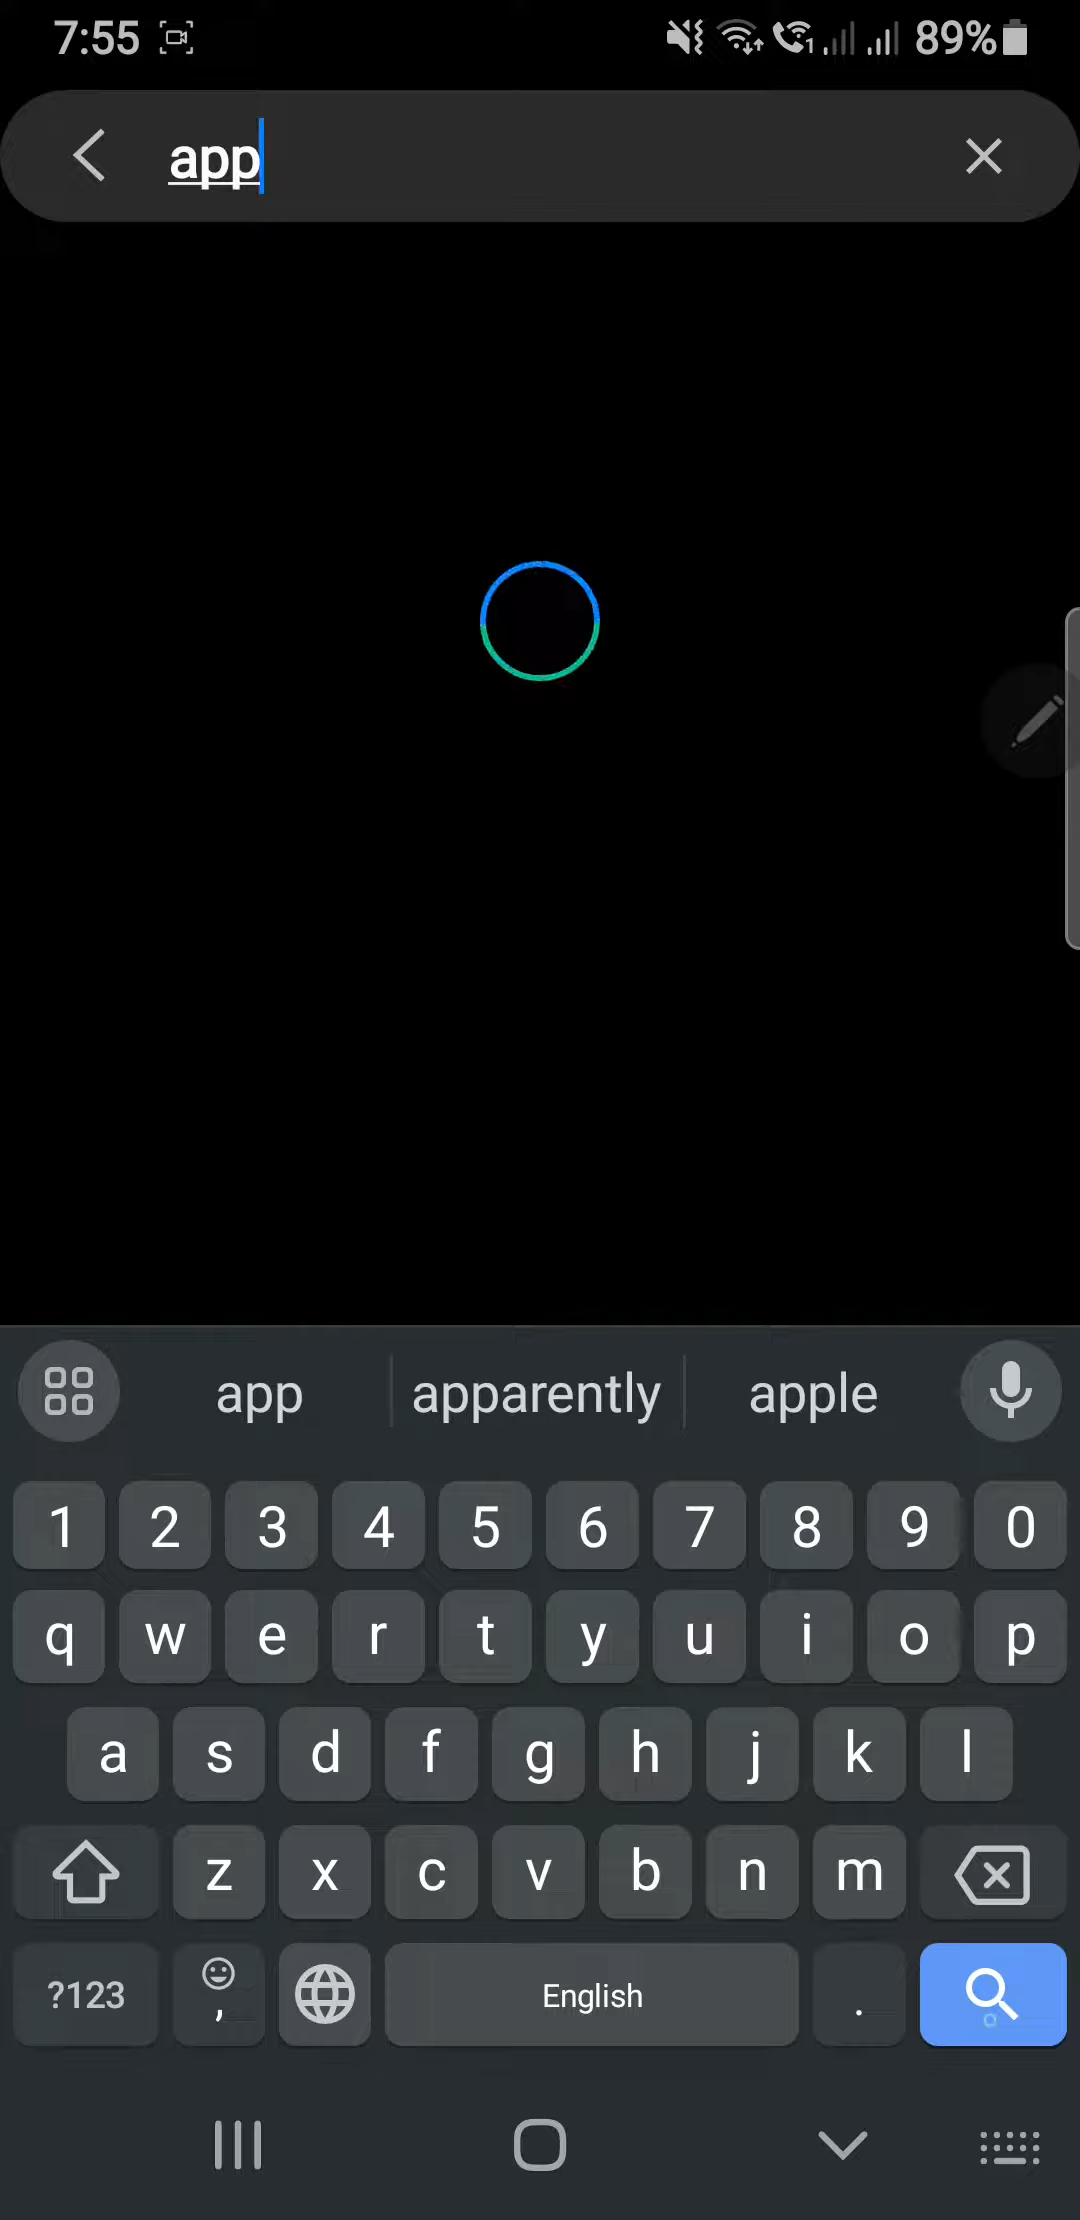 7:55 1 89%
app
app apparently apple
1 2 3 4 5 6 7 8 9 0
q w e r t y u i o p
a s d f g h j k l
z x c v b n m
?123 , English .